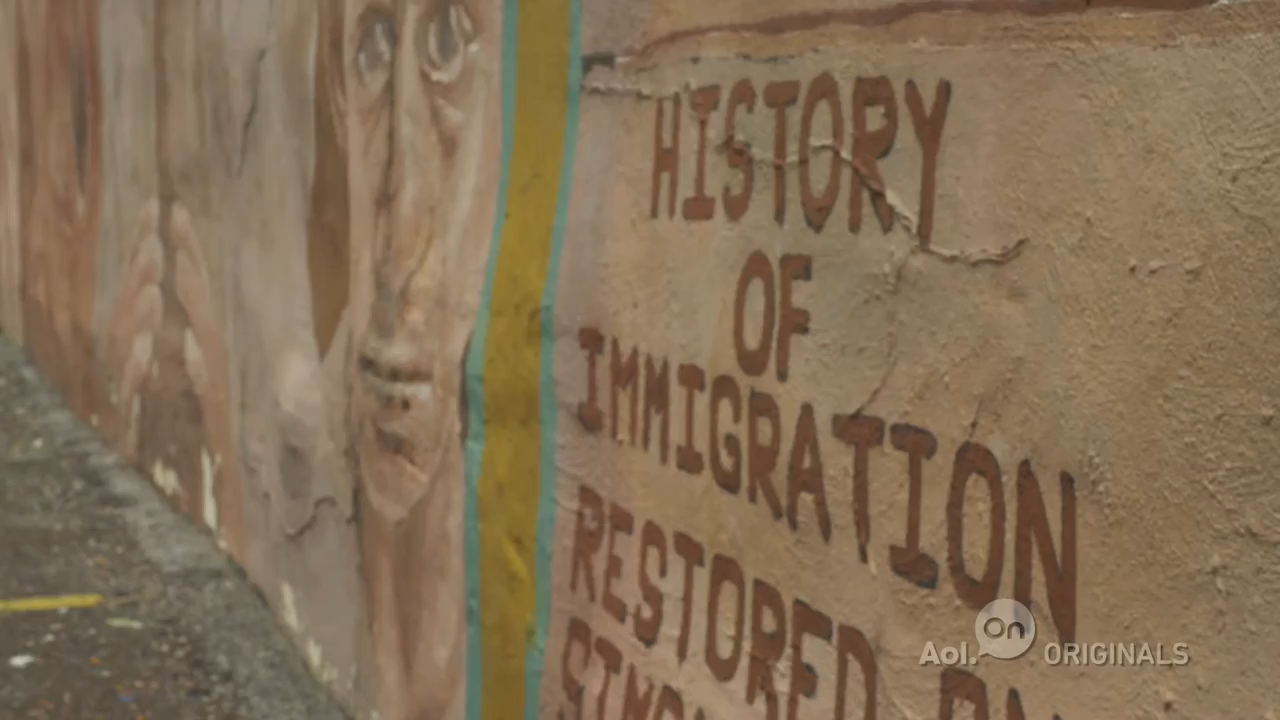 HISTORY
OF
IMMIGRATION
RESTORED
Aol. On ORIGINALS